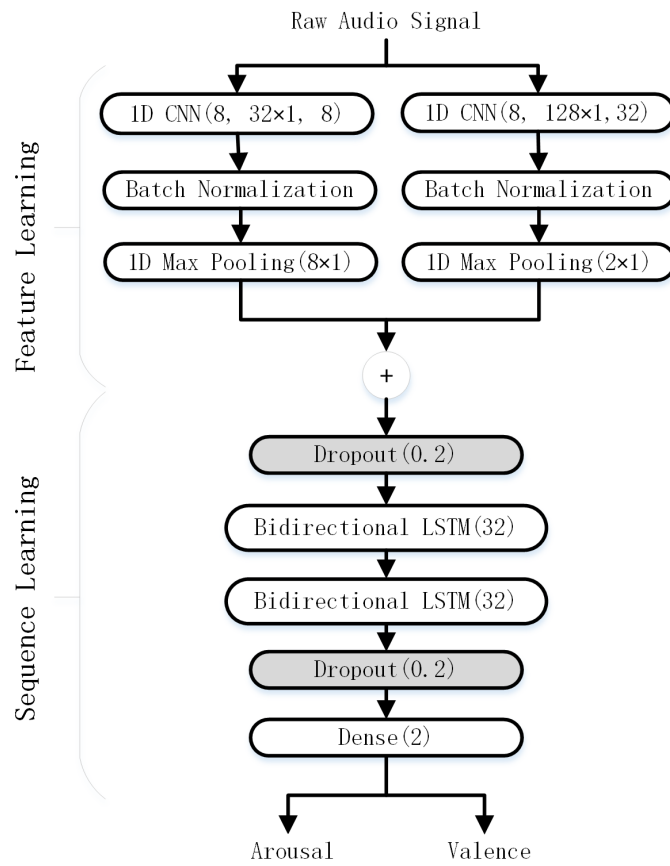 Raw Audio Signal
Feature Learning
1D CNN(8, 32×1, 8)
1D CNN(8, 128×1,32)
Batch Normalization
Batch Normalization
1D Max Pooling(8×1)
1D Max Pooling(2×1)
+
Sequence Learning
Dropout(0.2)
Bidirectional LSTM(32)
Bidirectional LSTM(32)
Dropout(0.2)
Dense(2)
Arousal
Valence